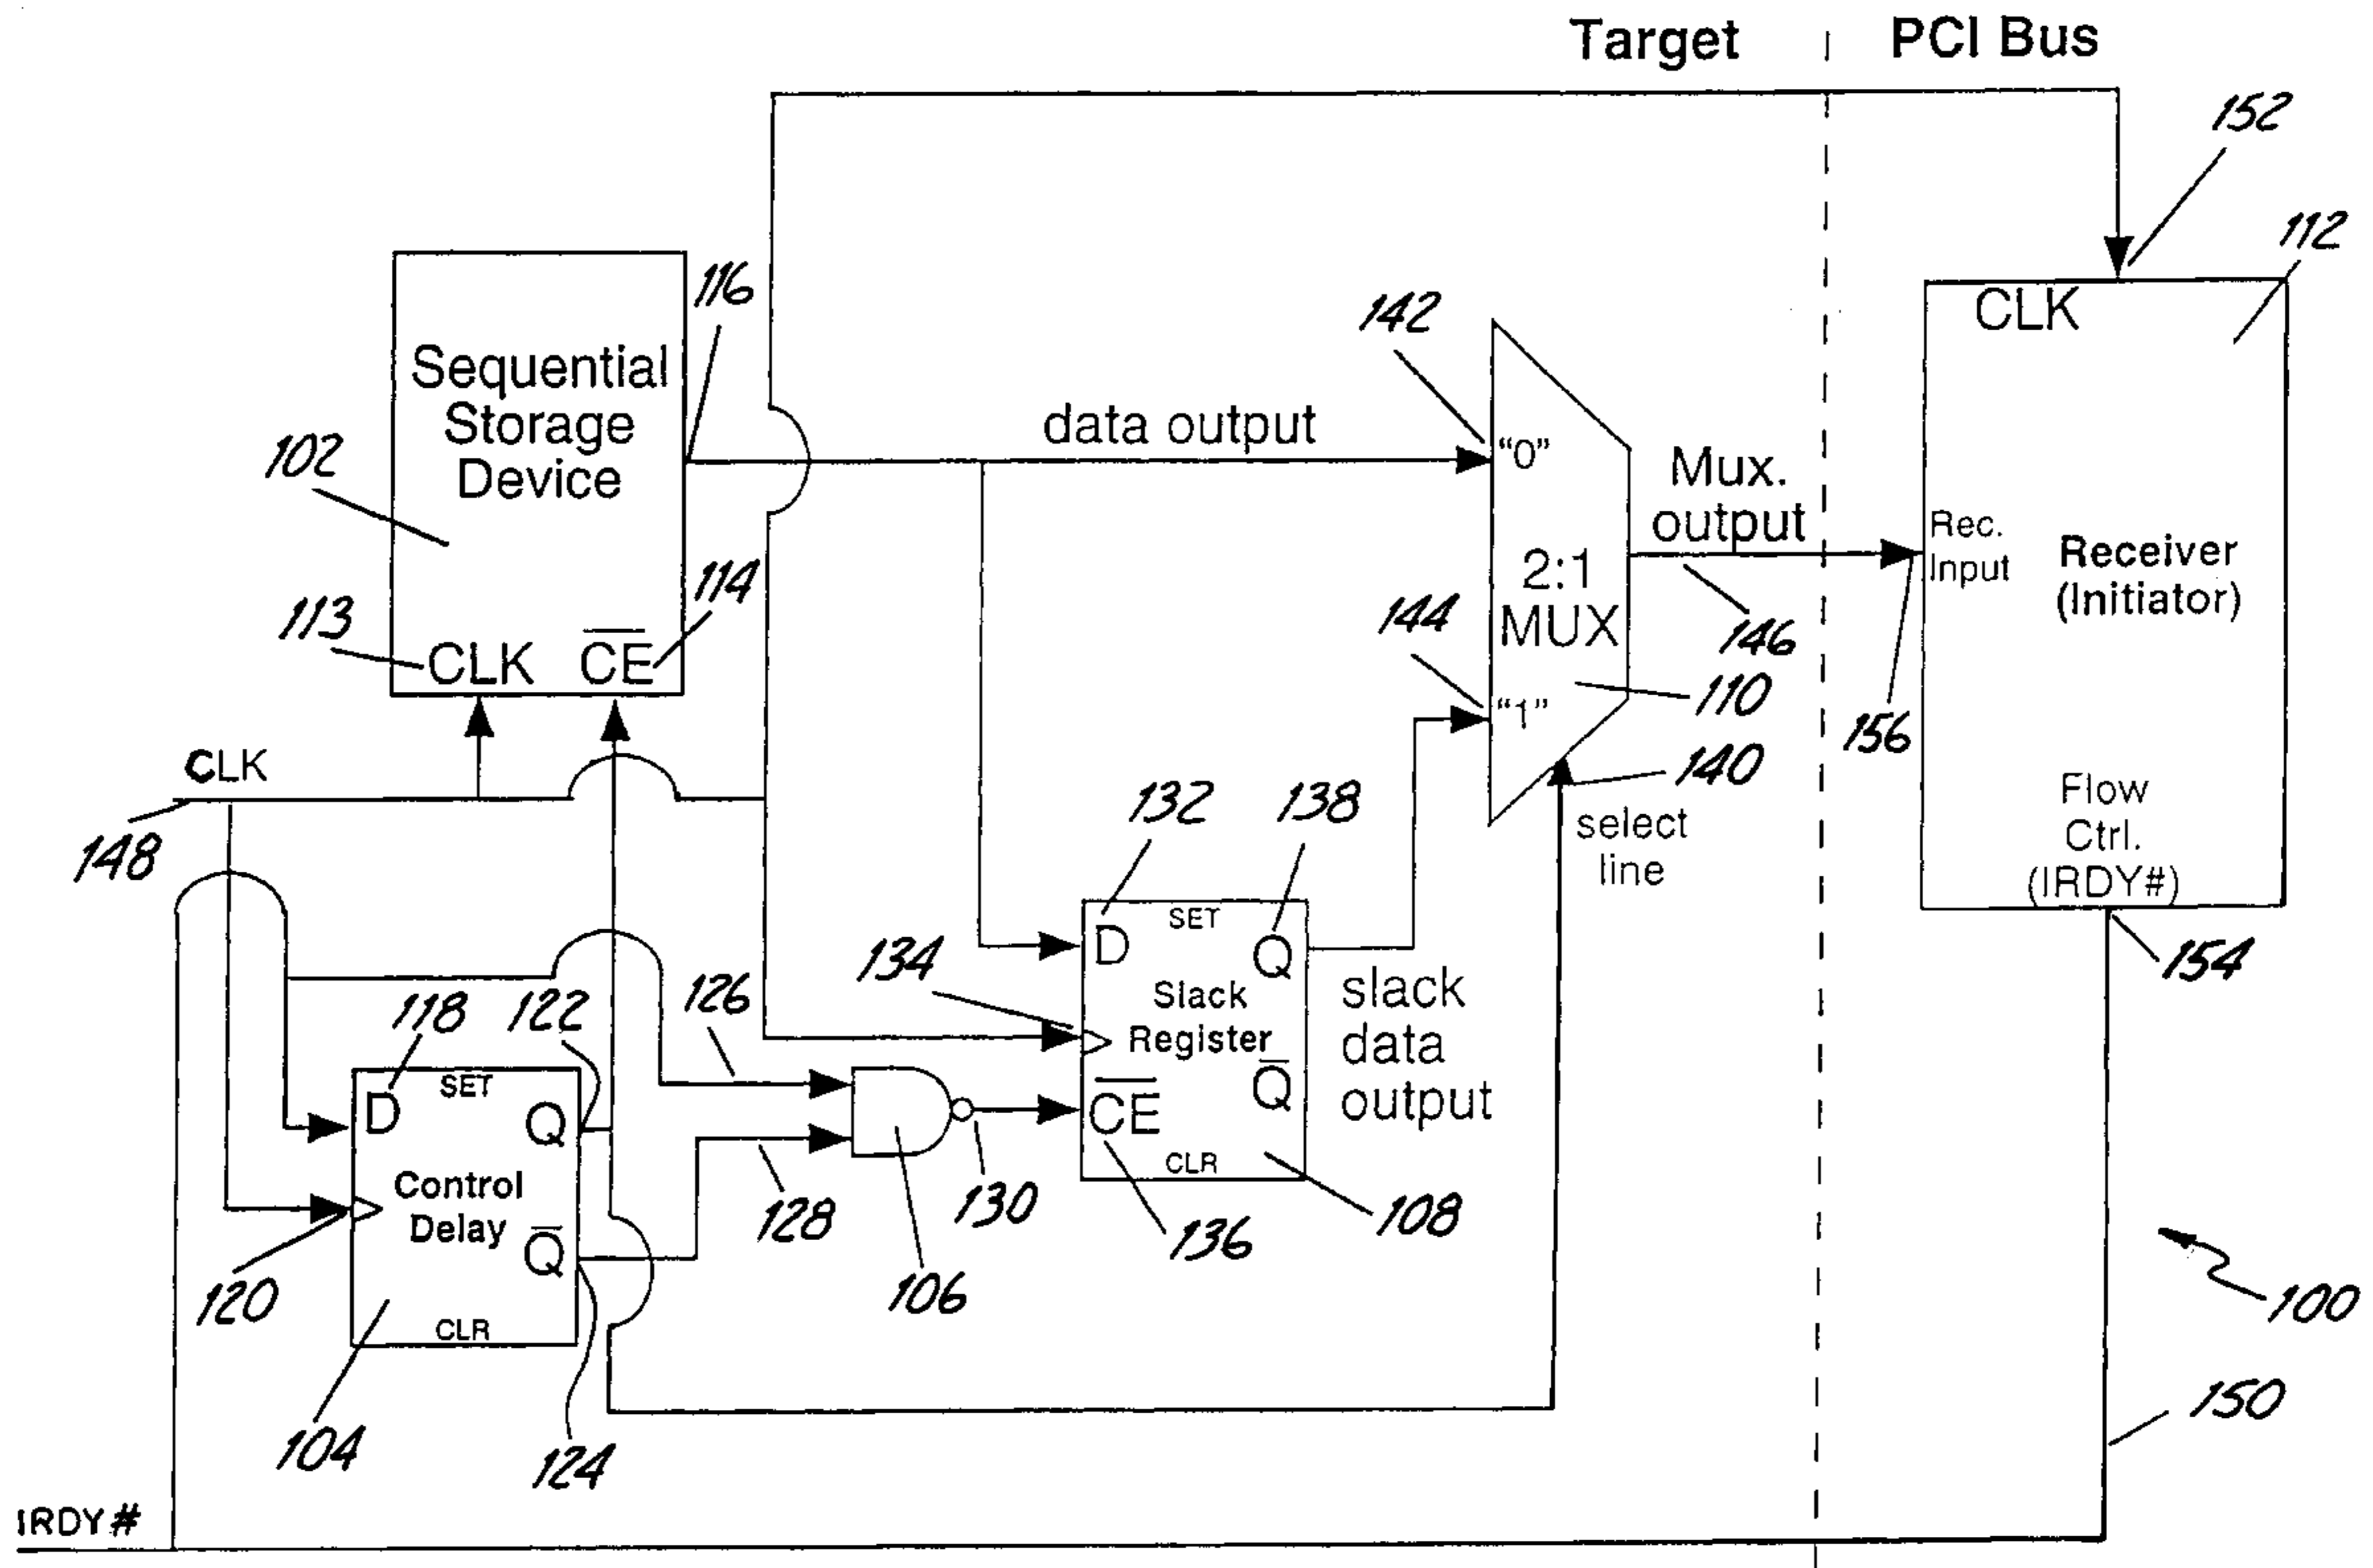 Target
PCI Bus
152
112
CLK
Sequential
Storage
Device
116
102
113
CLK
C̅E̅
114
data output
142
"0"
2:1
MUX
144
"1"
Mux.
output
146
110
140
select
line
Rec.
Input
156
Receiver
(Initiator)
Flow
Ctrl.
(IRDY#)
154
CLK
148
132
138
SET
D
Q
134
Slack
Register
Q̅
C̅E̅
CLR
136
108
slack
data
output
118
122
126
SET
D
Q
Control
Delay
Q̅
CLR
120
104
124
128
130
106
100
150
IRDY#